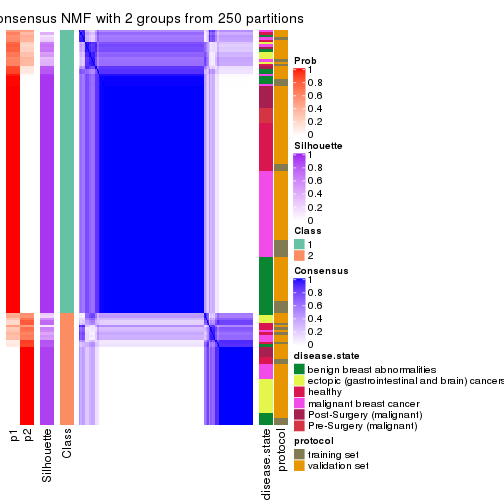 onsensus NMF with 2 groups from 250 partitions
Prob
1
0.8
0.6
0.4
0.2
0
Silhouette
1
0.8
0.6
0.4
0.2
0
Class
1
2
Consensus
1
0.8
0.6
0.4
0.2
0
disease.state
benign breast abnormalities
ectopic (gastrointestinal and brain) cancers
healthy
malignant breast cancer
Post-Surgery (malignant)
Pre-Surgery (malignant)
protocol
training set
validation set
p1
p2
Silhouette
Class
disease.state
protocol